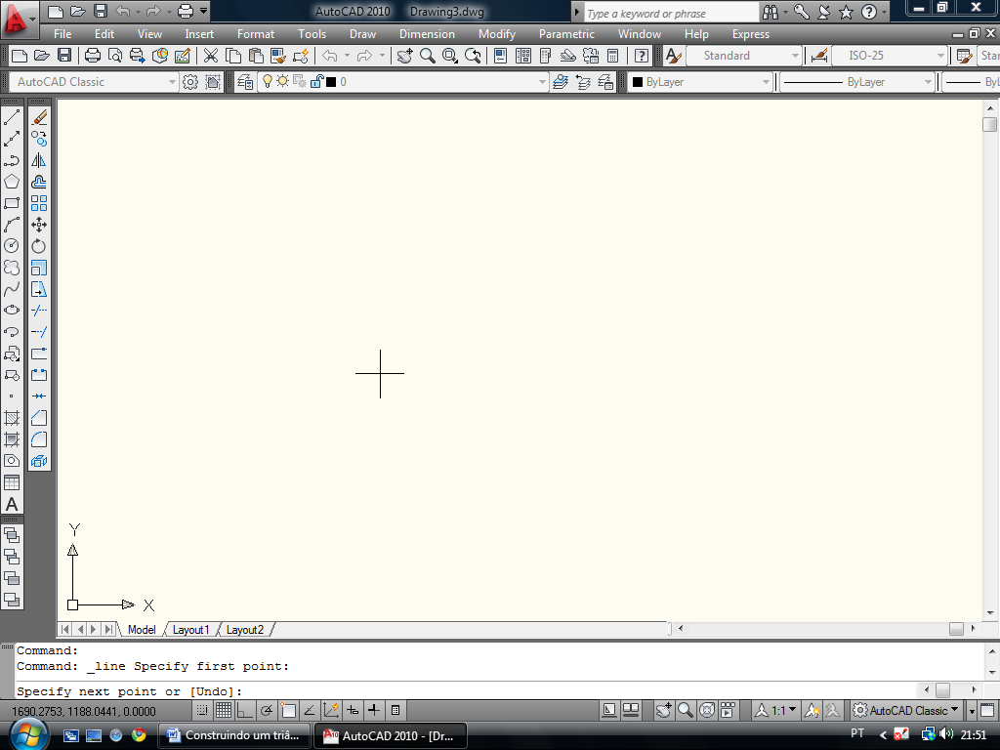 AutoCAD 2010 Drawing3.dwg Type a keyword or phrase
File Edit View Insert Format Tools Draw Dimension Modify Parametric Window Help Express
Standard ISO-25 Stan
AutoCAD Classic 0 ByLayer ByLayer ByL
A
Y
X
Model Layout1 Layout2
Command:
Command: _line Specify first point:
Specify next point or [Undo]:
1690.2753, 1188.0441, 0.0000 1:1 AutoCAD Classic
Construindo um triâ... AutoCAD 2010 - [Dr... PT 21:51